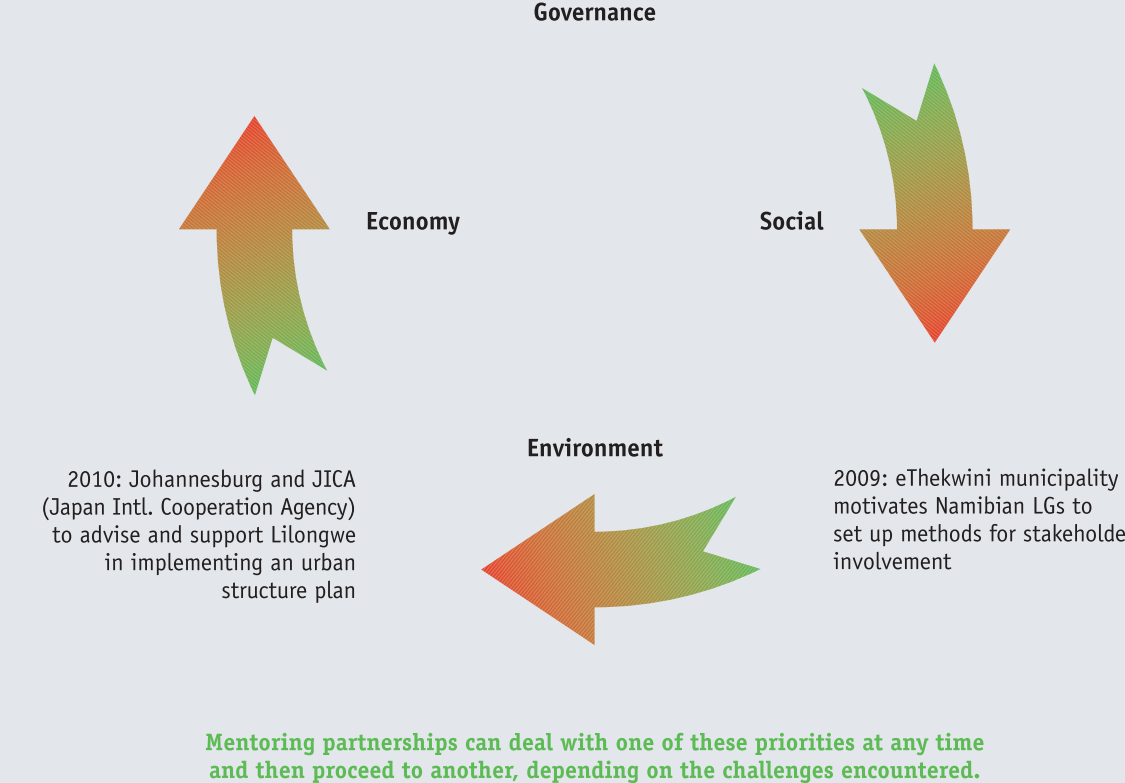 Governance
Economy
Social
Environment
2010: Johannesburg and JICA
(Japan Intl. Cooperation Agency)
to advise and support Lilongwe
in implementing an urban
structure plan
2009: eThekwini municipality
motivates Namibian LGs to
set up methods for stakeholde
involvement
Mentoring partnerships can deal with one of these priorities at any time
and then proceed to another, depending on the challenges encountered.